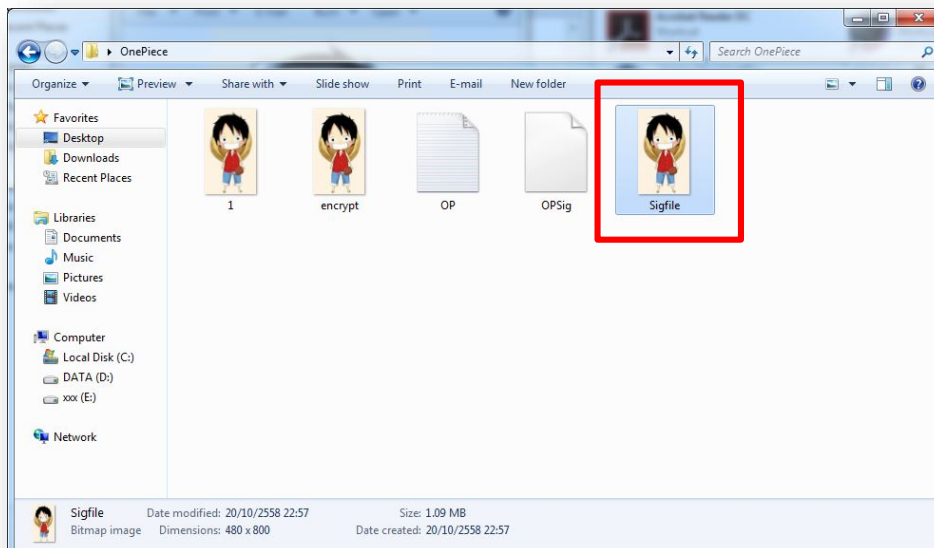 OnePiece
Search OnePiece
Organize
Preview
Share with
Slide show
Print
E-mail
New folder
Favorites
Desktop
Downloads
Recent Places
Libraries
Documents
Music
Pictures
Videos
Computer
Local Disk (C:)
DATA (D:)
xxx (E:)
Network
1
encrypt
OP
OPSig
Sigfile
Sigfile Date modified: 20/10/2558 22:57 Size: 1.09 MB
Bitmap image Dimensions: 480 x 800 Date created: 20/10/2558 22:57